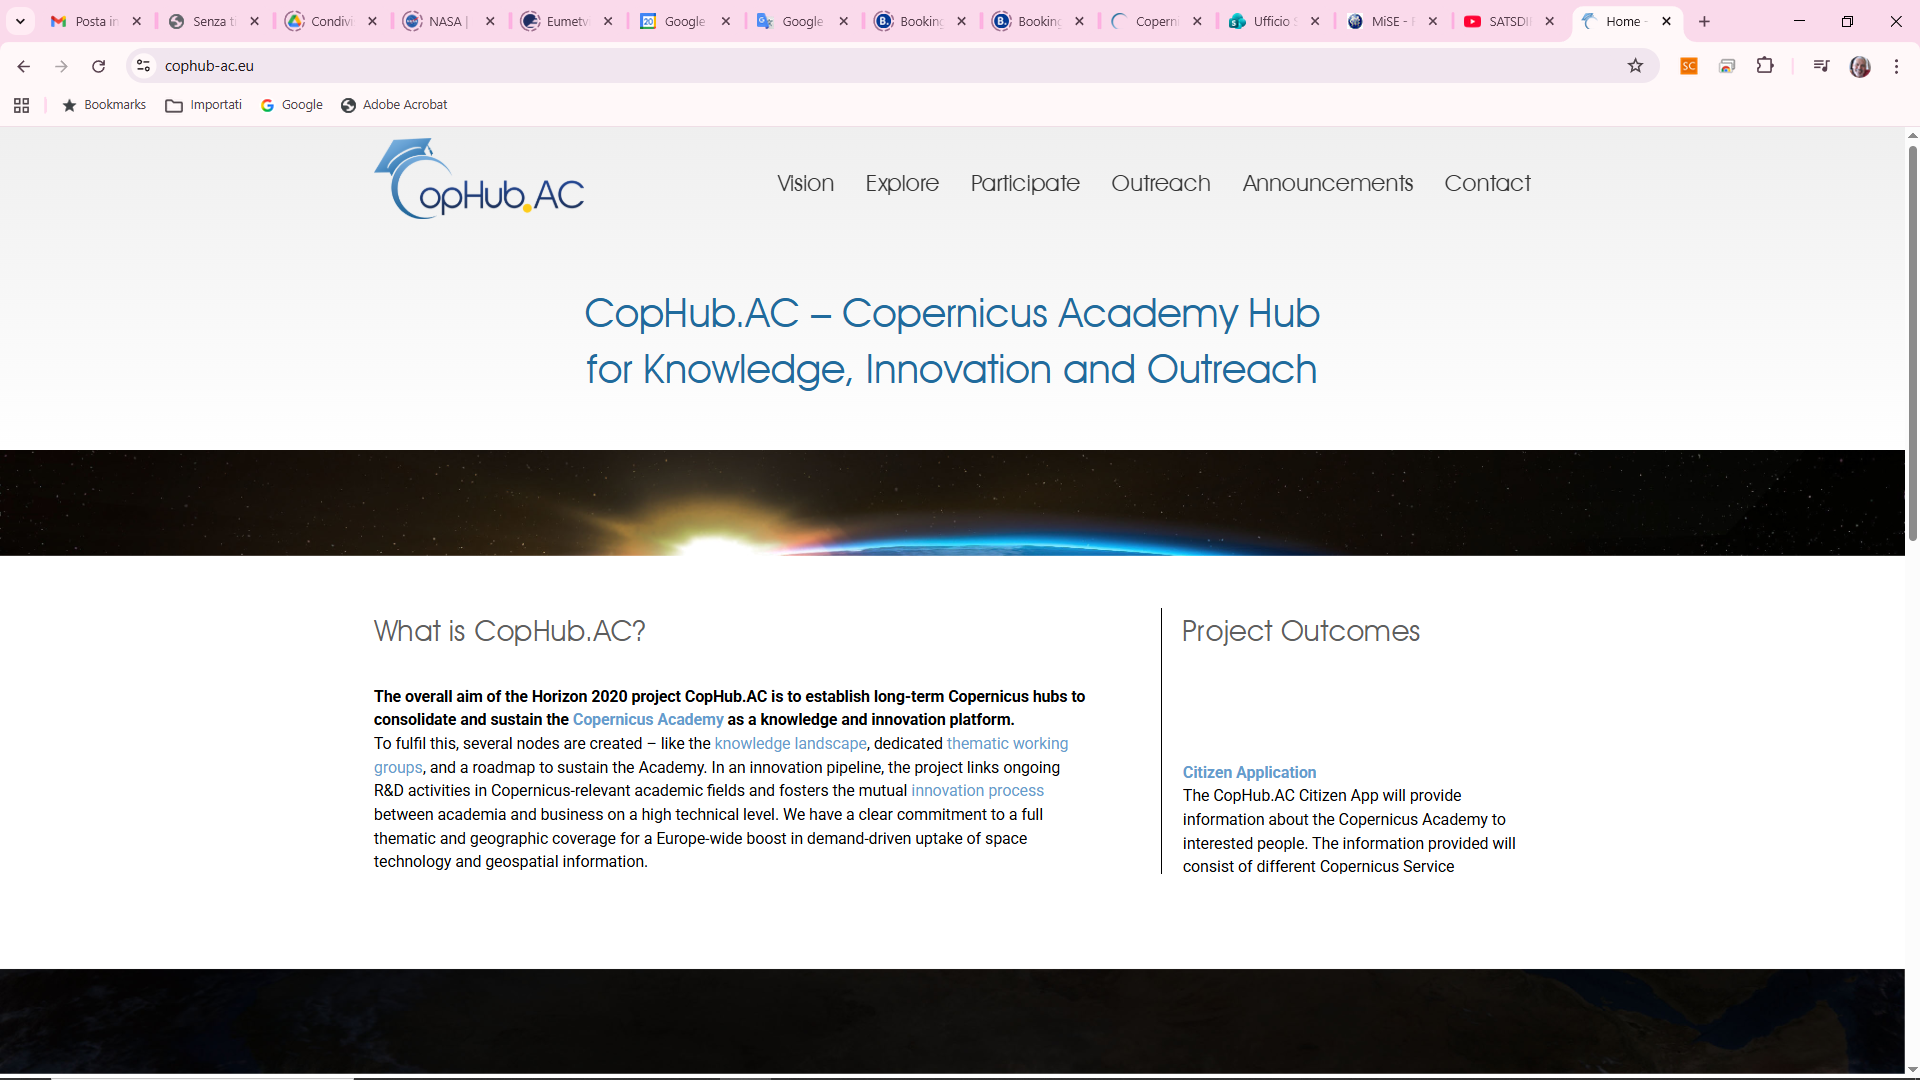 Posta in
Senza ti
Condivi
NASA |
Eumetvi
Google
Google
Booking
Booking
Coperni
Ufficio S
MiSE - F
SATSDI
Home -
cophub-ac.eu
SC
Bookmarks
Importati
Google
Adobe Acrobat
CopHub.AC
Vision
Explore
Participate
Outreach
Announcements
Contact
CopHub.AC – Copernicus Academy Hub
for Knowledge, Innovation and Outreach
What is CopHub.AC?
The overall aim of the Horizon 2020 project CopHub.AC is to establish long-term Copernicus hubs to
consolidate and sustain the Copernicus Academy as a knowledge and innovation platform.
To fulfil this, several nodes are created – like the knowledge landscape, dedicated thematic working
groups, and a roadmap to sustain the Academy. In an innovation pipeline, the project links ongoing
R&D activities in Copernicus-relevant academic fields and fosters the mutual innovation process
between academia and business on a high technical level. We have a clear commitment to a full
thematic and geographic coverage for a Europe-wide boost in demand-driven uptake of space
technology and geospatial information.
Project Outcomes
Citizen Application
The CopHub.AC Citizen App will provide
information about the Copernicus Academy to
interested people. The information provided will
consist of different Copernicus Service